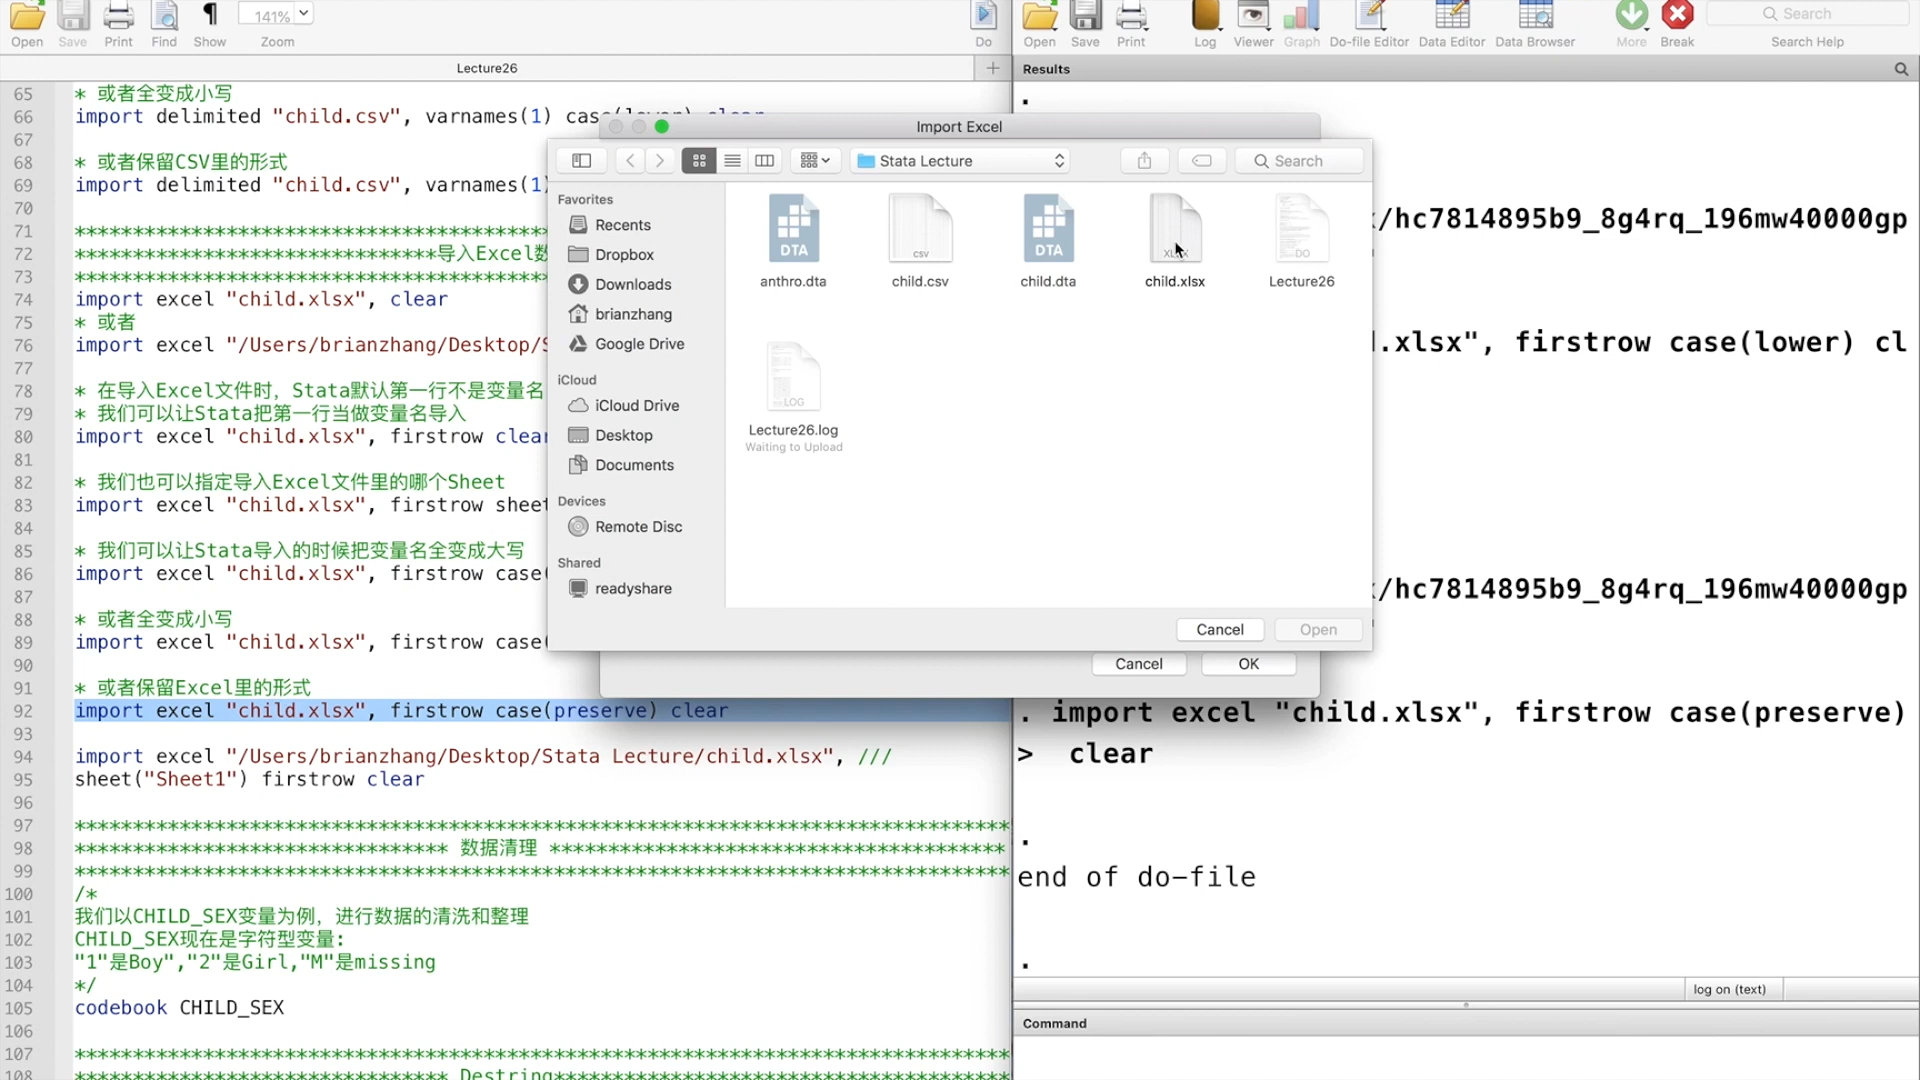 Open Save Print Find Show 141% Zoom Do
Open Save Print Log Viewer Graph Do-file Editor Data Editor Data Browser More Break Search Search Help
Lecture26
Results
65 * 或者全变成小写
66 import delimited "child.csv", varnames(1) case(lower) clear
67
68 * 或者保留CSV里的形式
69 import delimited "child.csv", varnames(1)
70
71 ****************************************
72 *******************************导入Excel数
73 ****************************************
74 import excel "child.xlsx", clear
75 * 或者
76 import excel "/Users/brianzhang/Desktop/S
77
78 * 在导入Excel文件时，Stata默认第一行不是变量名
79 * 我们可以让Stata把第一行当做变量名导入
80 import excel "child.xlsx", firstrow clear
81
82 * 我们也可以指定导入Excel文件里的哪个Sheet
83 import excel "child.xlsx", firstrow sheet
84
85 * 我们可以让Stata导入的时候把变量名全变成大写
86 import excel "child.xlsx", firstrow case(
87
88 * 或者全变成小写
89 import excel "child.xlsx", firstrow case(
90
91 * 或者保留Excel里的形式
92 import excel "child.xlsx", firstrow case(preserve) clear
93
94 import excel "/Users/brianzhang/Desktop/Stata Lecture/child.xlsx", ///
95 sheet("Sheet1") firstrow clear
96
97 ********************************************************************************
98 ******************************** 数据清理 ***************************************
99 ********************************************************************************
100 /*
101 我们以CHILD_SEX变量为例，进行数据的清洗和整理
102 CHILD_SEX现在是字符型变量：
103 "1"是Boy","2"是Girl,"M"是missing
104 */
105 codebook CHILD_SEX
106
107 ********************************************************************************
108 ******************************** Destring***************************************
Import Excel
Stata Lecture
Search
Favorites
Recents
Dropbox
Downloads
brianzhang
Google Drive
iCloud
iCloud Drive
Desktop
Documents
Devices
Remote Disc
Shared
readyshare
DTA CSV DTA XLSX DO
anthro.dta child.csv child.dta child.xlsx Lecture26
LOG
Lecture26.log
Waiting to Upload
Cancel Open
Cancel OK
.
/hc7814895b9_8g4rq_196mw40000gp
l.xlsx", firstrow case(lower) cl
/hc7814895b9_8g4rq_196mw40000gp
. import excel "child.xlsx", firstrow case(preserve)
> clear
.
end of do-file
.
log on (text)
Command